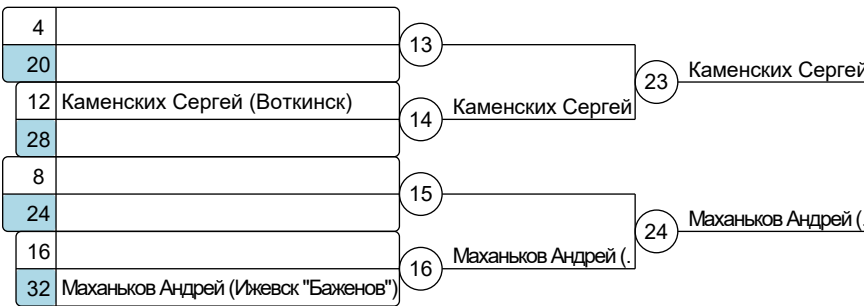 4
13
20
Каменских Сергей
23
12 Каменских Сергей (Воткинск)
14
Каменских Сергей
28
8
15
24
Маханьков Андрей (.
24
16
Маханьков Андрей (.
16
32 Маханьков Андрей (Ижевск "Баженов")